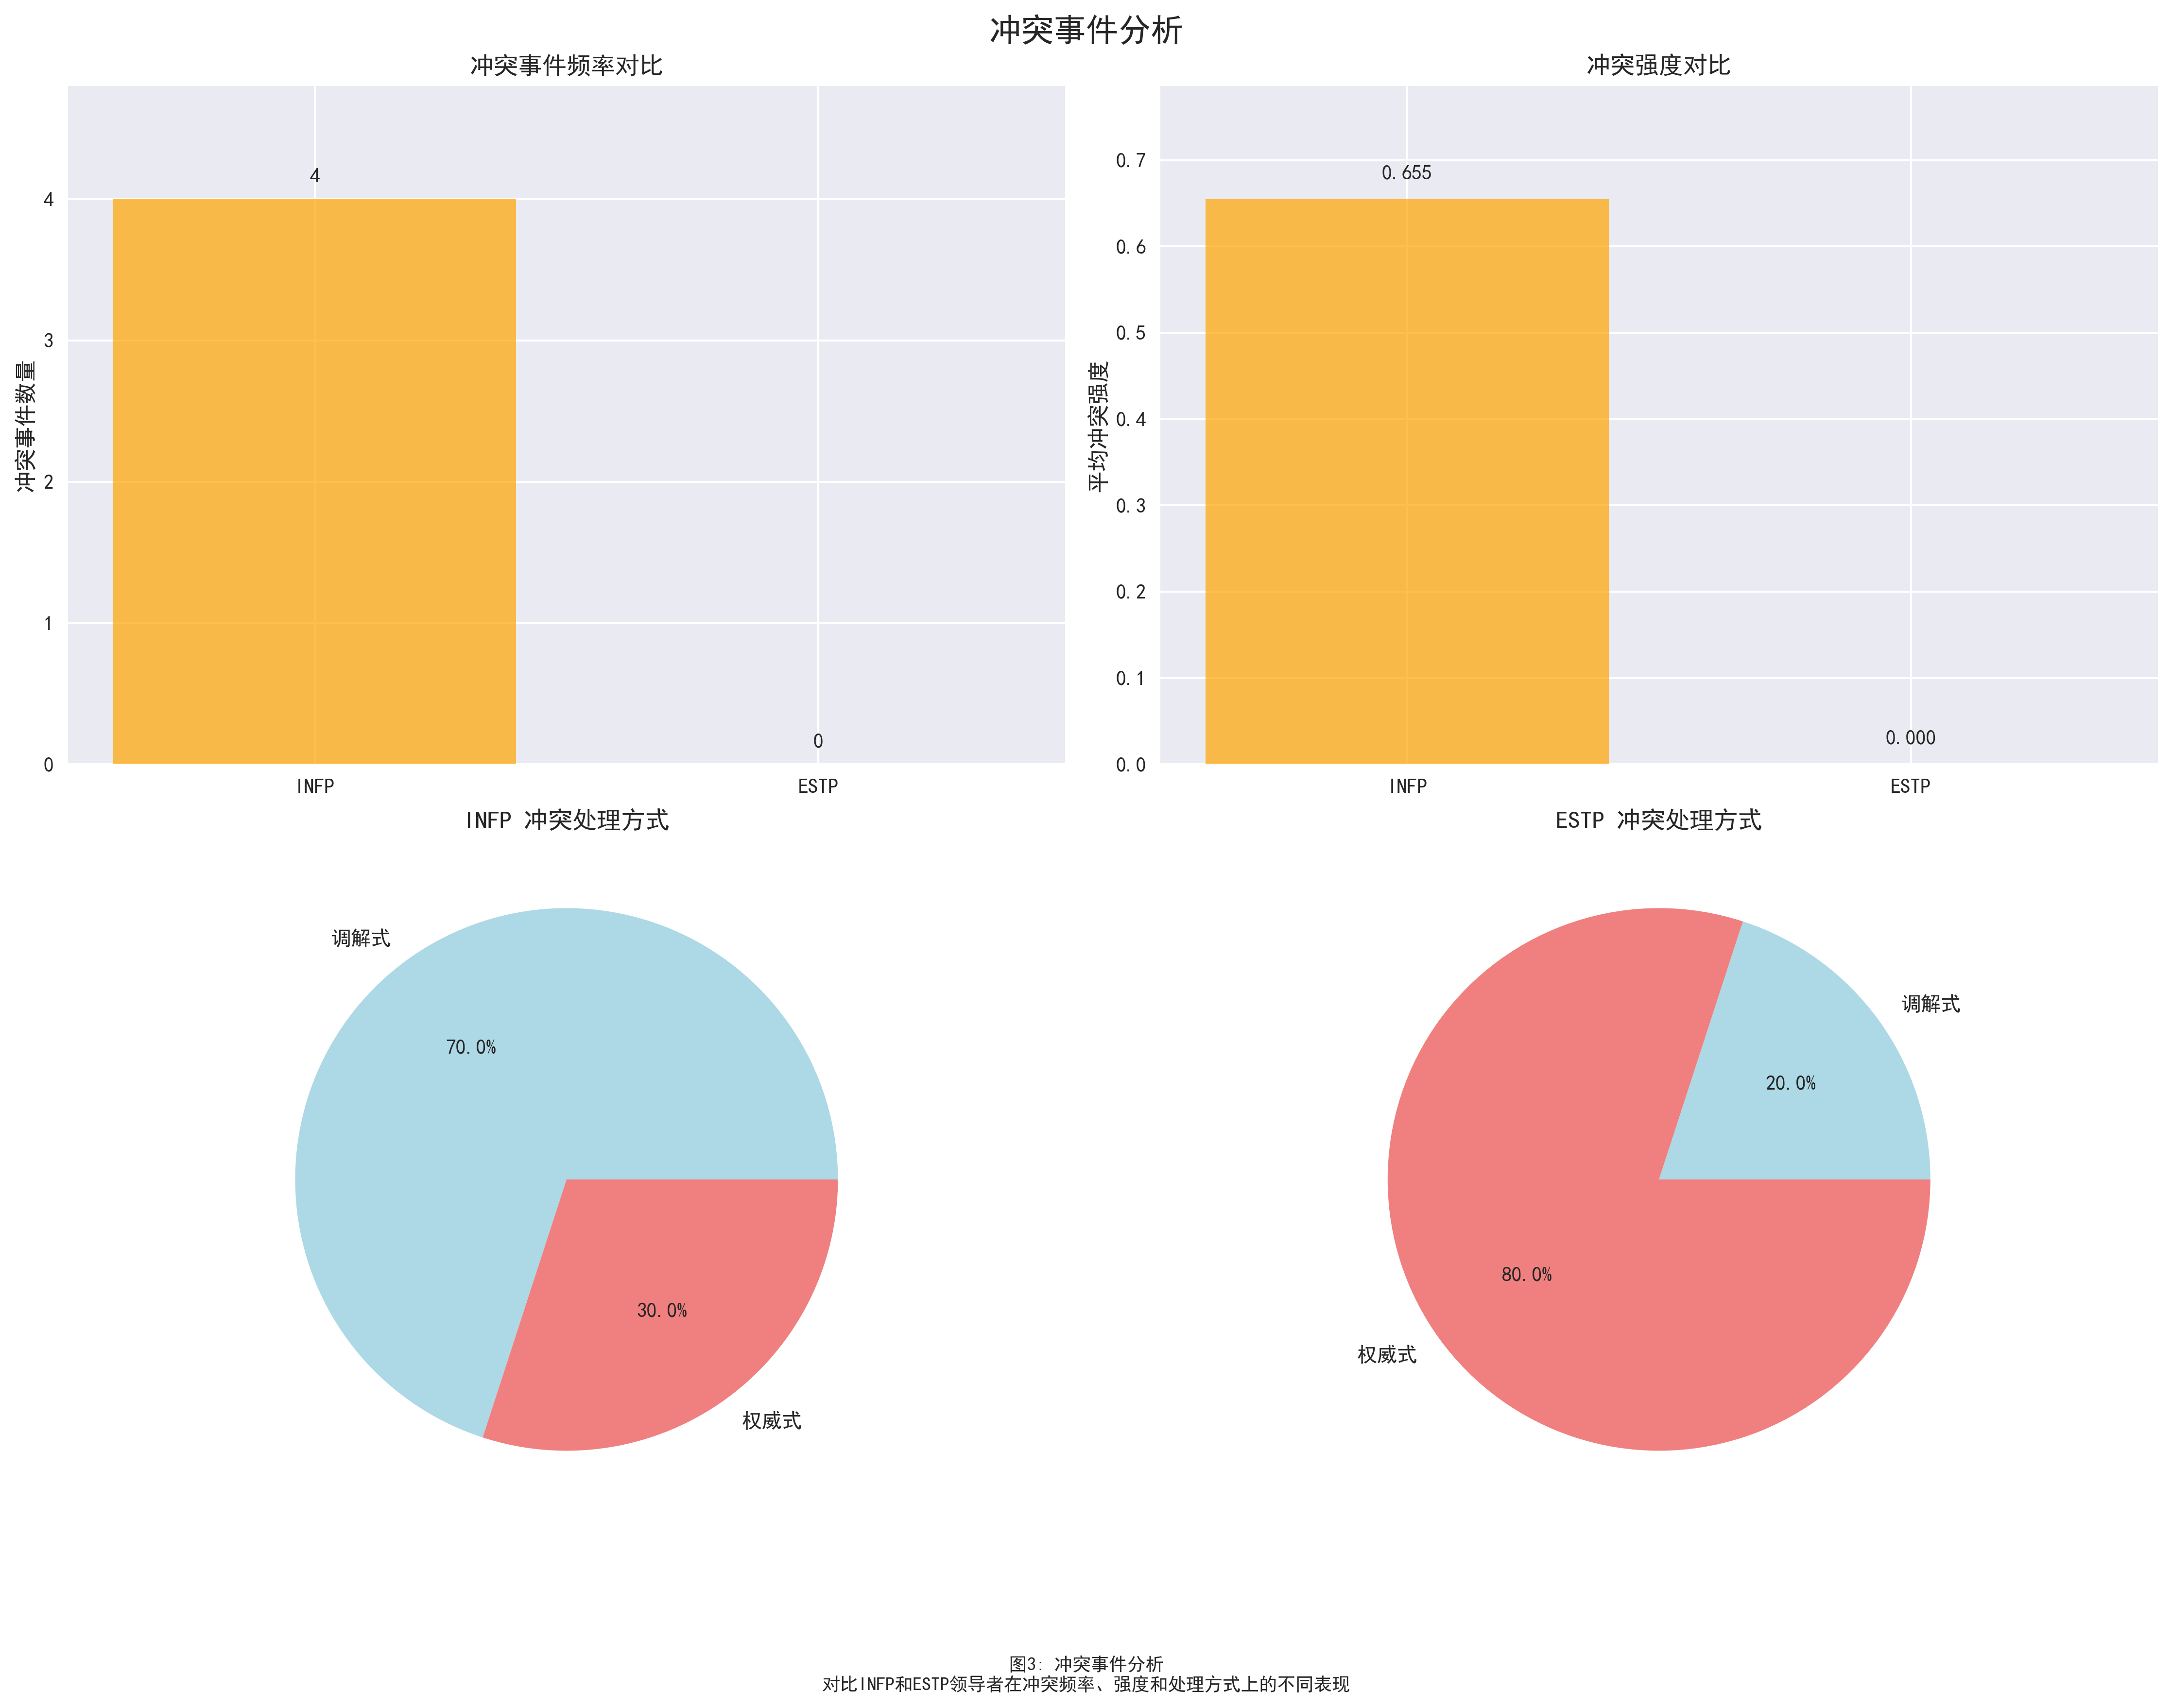 冲突事件分析
冲突事件频率对比
冲突事件数量
4
3
2
1
0
4
0
INFP
ESTP
冲突强度对比
平均冲突强度
0.7
0.6
0.5
0.4
0.3
0.2
0.1
0.0
0.655
0.000
INFP
ESTP
INFP 冲突处理方式
调解式
70.0%
30.0%
权威式
ESTP 冲突处理方式
调解式
20.0%
80.0%
权威式
图3: 冲突事件分析
对比INFP和ESTP领导者在冲突频率、强度和处理方式上的不同表现